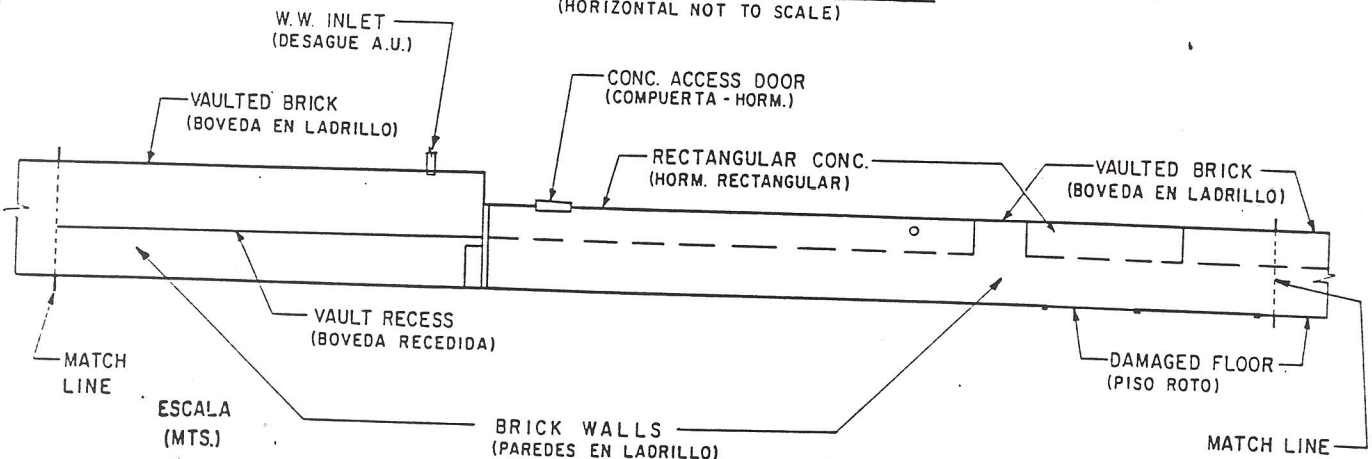 (HORIZONTAL NOT TO SCALE)
W.W. INLET
(DESAGUE A.U.)
CONC. ACCESS DOOR
(COMPUERTA - HORM.)
VAULTED BRICK
(BOVEDA EN LADRILLO)
RECTANGULAR CONC.
(HORM. RECTANGULAR)
VAULTED BRICK
(BOVEDA EN LADRILLO)
VAULT RECESS
(BOVEDA RECEDIDA)
MATCH
LINE
DAMAGED FLOOR
(PISO ROTO)
ESCALA
(MTS.)
BRICK WALLS
(PAREDES EN LADRILLO)
MATCH LINE